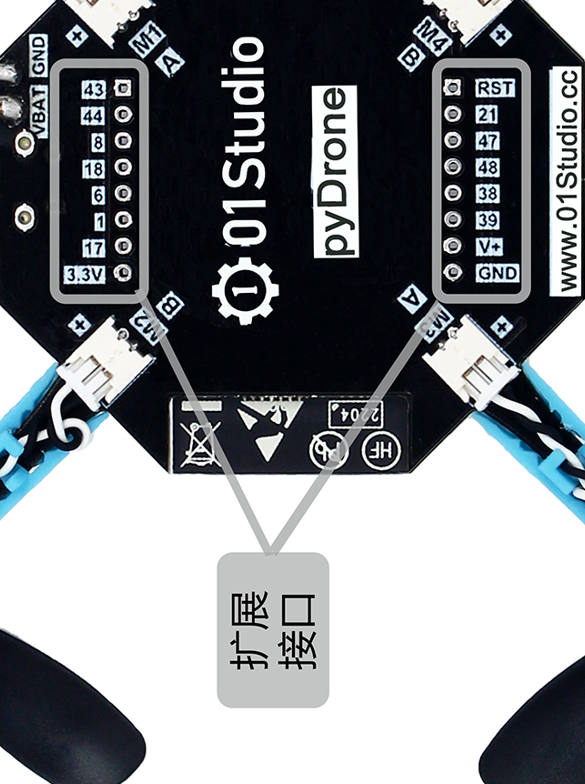 M1
A
+
GND
VBAT
43
44
8
18
6
1
17
3.3V
+
M2
B
01Studio
pyDrone
M4
B
+
RST
21
47
48
38
39
V+
GND
A
M3
+
www.01Studio.cc
2204
Pb
HF
扩展
接口